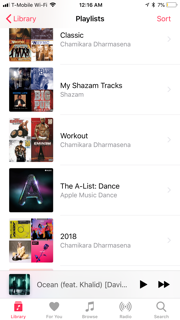 T-Mobile Wi-Fi
12:16 AM
7%
Library
Playlists
Sort
Classic
Chamikara Dharmasena
My Shazam Tracks
Shazam
BIG
PUN
Workout
Chamikara Dharmasena
The A-List: Dance
Apple Music Dance
2018
Chamikara Dharmasena
Ocean (feat. Khalid) [Davi...
Library
For You
Browse
Radio
Search